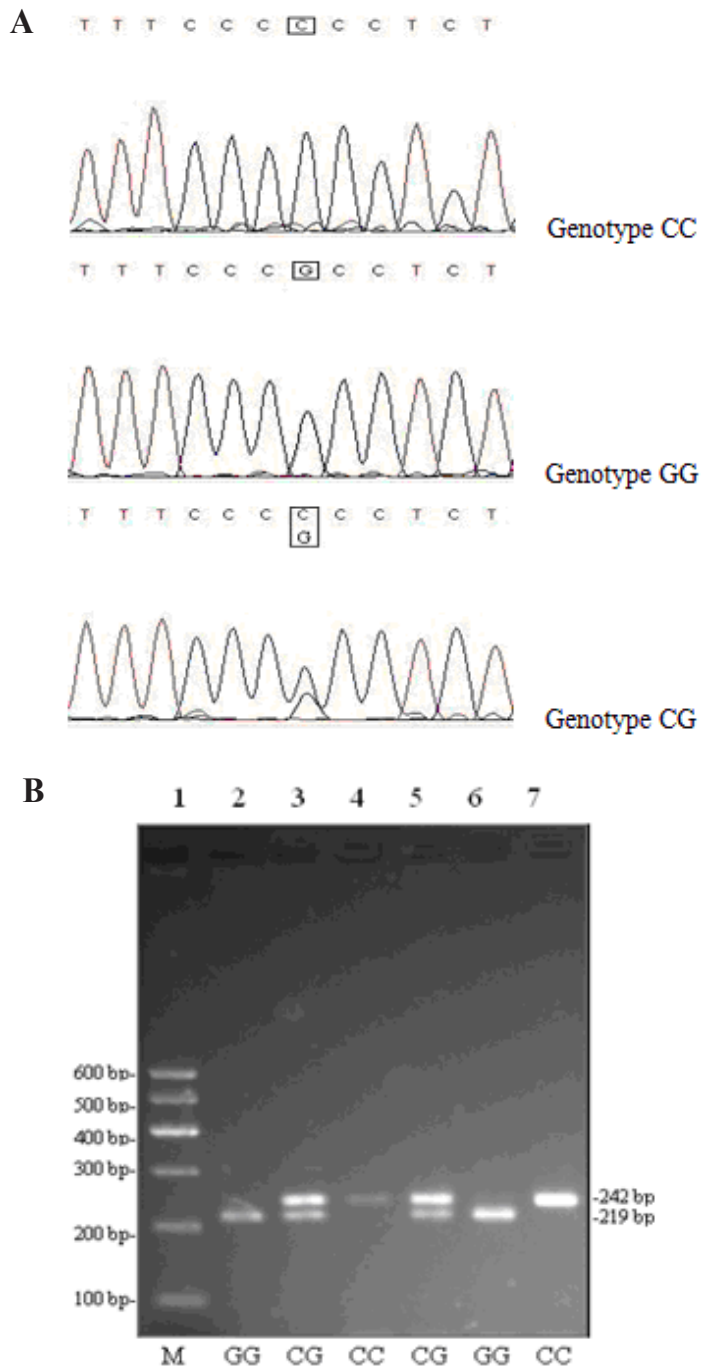 A
T T T C C C C C C T C T
Genotype CC
T T T C C C G C C T C T
Genotype GG
T T T C C C C C C T C T
G
Genotype CG
B
1 2 3 4 5 6 7
600 bp-
500 bp-
400 bp-
300 bp-
200 bp-
100 bp-
-242 bp
-219 bp
M GG CG CC CG GG CC